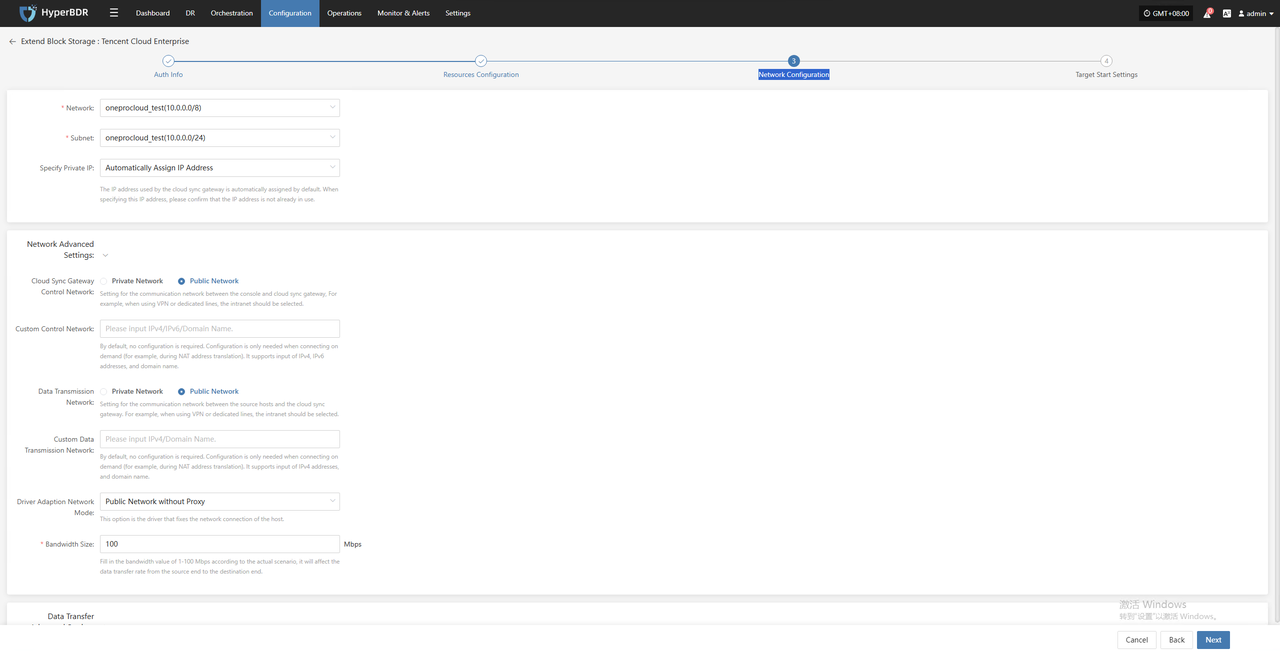 HyperBDR
Dashboard
DR
Orchestration
Configuration
Operations
Monitor & Alerts
Settings
GMT+08:00
admin
Extend Block Storage : Tencent Cloud Enterprise
3
4
Auth Info
Resources Configuration
Network Configuration
Target Start Settings
* Network:
oneprocloud_test(10.0.0.0/8)
* Subnet:
oneprocloud_test(10.0.0.0/24)
Specify Private IP:
Automatically Assign IP Address
The IP address used by the cloud sync gateway is automatically assigned by default. When
specifying this IP address, please confirm that the IP address is not already in use.
Network Advanced
Settings:
Cloud Sync Gateway
Control Network:
Private Network
Public Network
Setting for the communication network between the console and cloud sync gateway. For
example, when using VPN or dedicated lines, the intranet should be selected.
Custom Control Network:
Please input IPv4/IPv6/Domain Name.
By default, no configuration is required. Configuration is only needed when connecting on
demand (for example, during NAT address translation). It supports input of IPv4, IPv6
addresses, and domain name.
Data Transmission
Network:
Private Network
Public Network
Setting for the communication network between the source hosts and the cloud sync
gateway. For example, when using VPN or dedicated lines, the intranet should be selected.
Custom Data
Transmission Network:
Please input IPv4/Domain Name.
By default, no configuration is required. Configuration is only needed when connecting on
demand (for example, during NAT address translation). It supports input of IPv4 addresses,
and domain name.
Driver Adaption Network
Mode:
Public Network without Proxy
This option is the driver that fixes the network connection of the host.
* Bandwidth Size:
100
Mbps
Fill in the bandwidth value of 1-100 Mbps according to the actual scenario, it will affect the
data transfer rate from the source end to the destination end.
Data Transfer
激活 Windows
转到"设置"以激活 Windows。
Cancel
Back
Next